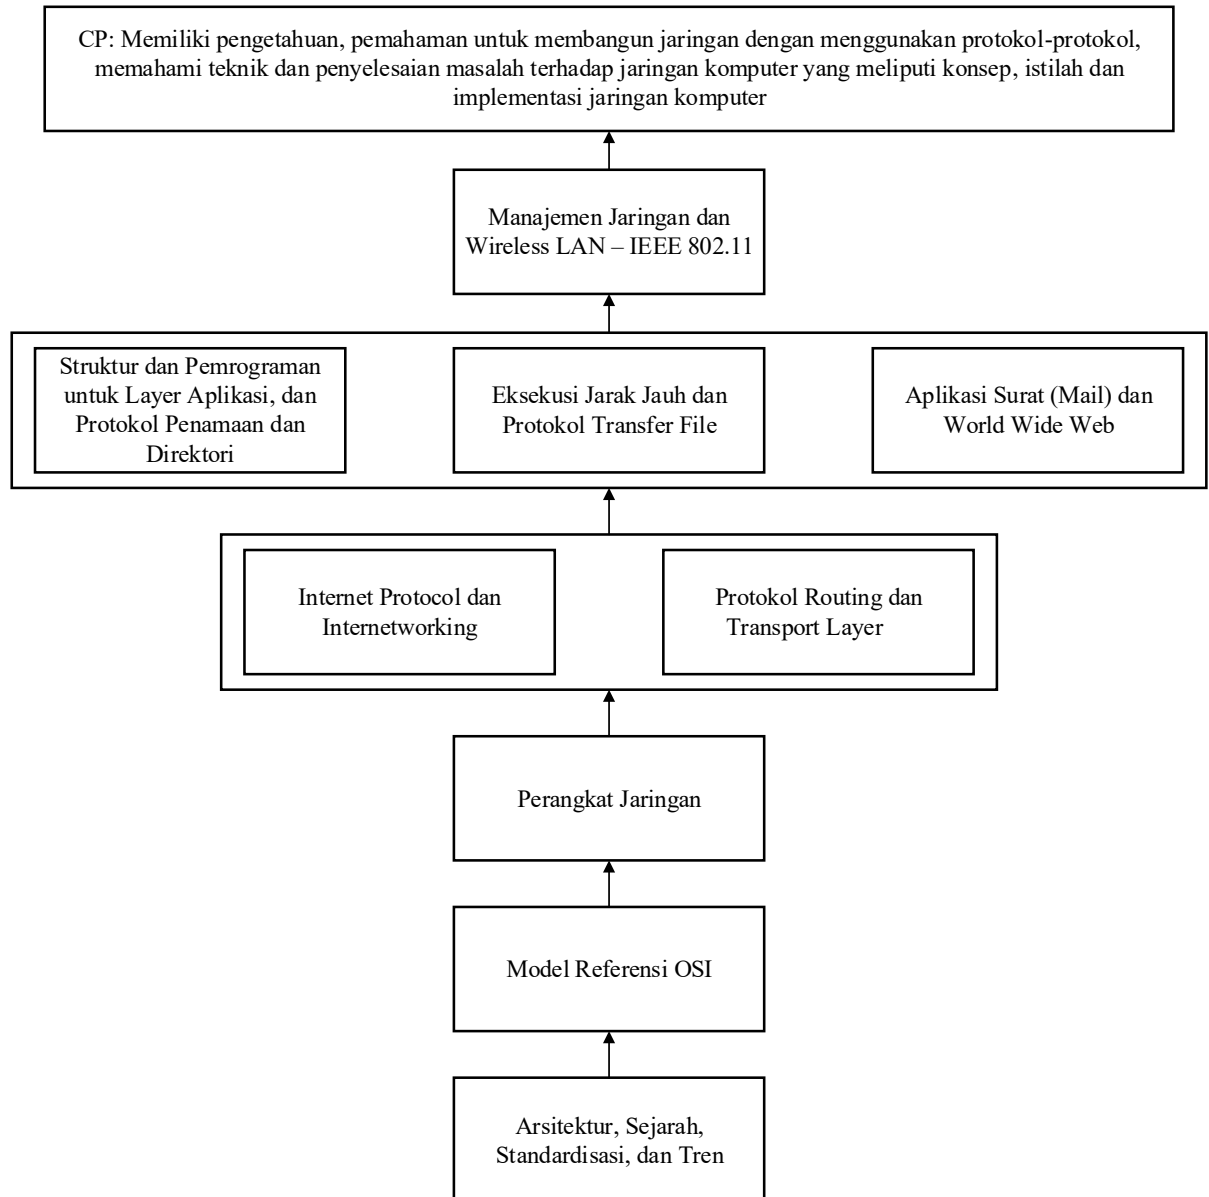 CP: Memiliki pengetahuan, pemahaman untuk membangun jaringan dengan menggunakan protokol-protokol,
memahami teknik dan penyelesaian masalah terhadap jaringan komputer yang meliputi konsep, istilah dan
implementasi jaringan komputer
Manajemen Jaringan dan
Wireless LAN – IEEE 802.11
Struktur dan Pemrograman
untuk Layer Aplikasi, dan
Protokol Penamaan dan
Direktori
Eksekusi Jarak Jauh dan
Protokol Transfer File
Aplikasi Surat (Mail) dan
World Wide Web
Internet Protocol dan
Internetworking
Protokol Routing dan
Transport Layer
Perangkat Jaringan
Model Referensi OSI
Arsitektur, Sejarah,
Standardisasi, dan Tren